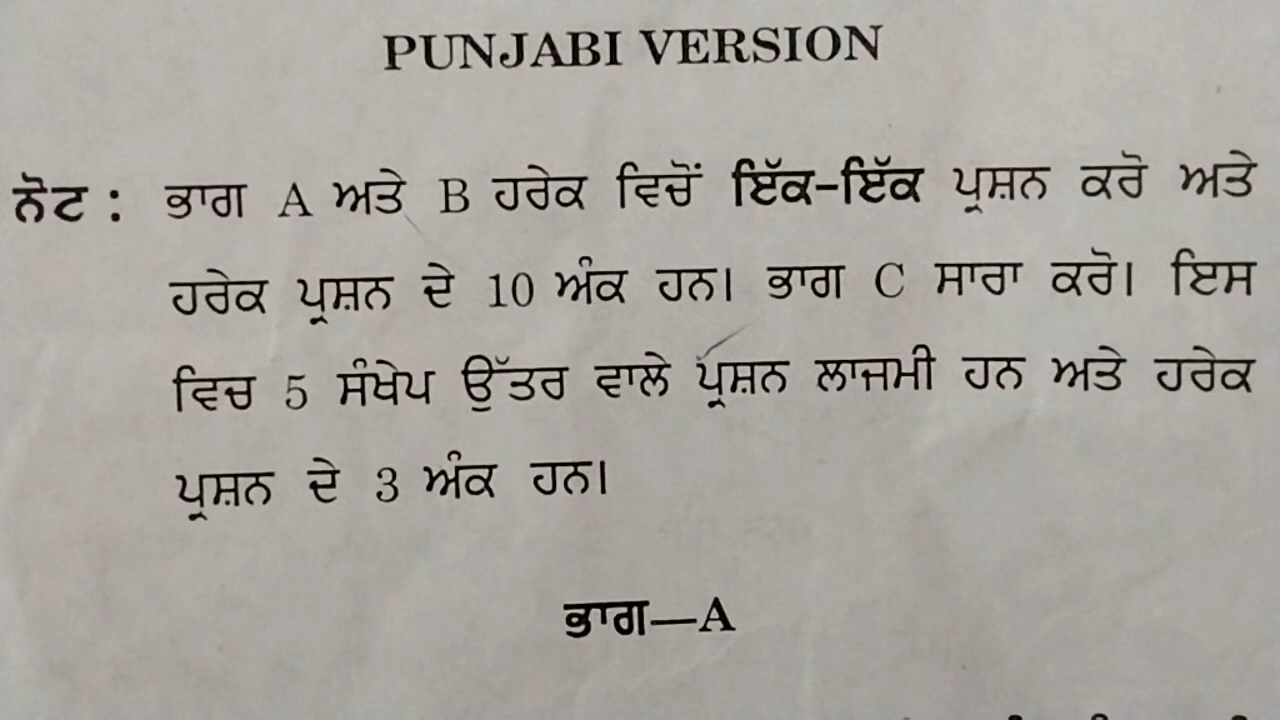 PUNJABI VERSION
ਨੋਟ : ਭਾਗ A ਅਤੇ B ਹਰੇਕ ਵਿਚੋਂ ਇੱਕ-ਇੱਕ ਪ੍ਰਸ਼ਨ ਕਰੋ ਅਤੇ
ਹਰੇਕ ਪ੍ਰਸ਼ਨ ਦੇ 10 ਅੰਕ ਹਨ। ਭਾਗ C ਸਾਰਾ ਕਰੋ। ਇਸ
ਵਿਚ 5 ਸੰਖੇਪ ਉੱਤਰ ਵਾਲੇ ਪ੍ਰਸ਼ਨ ਲਾਜਮੀ ਹਨ ਅਤੇ ਹਰੇਕ
ਪ੍ਰਸ਼ਨ ਦੇ 3 ਅੰਕ ਹਨ।
ਭਾਗ—A